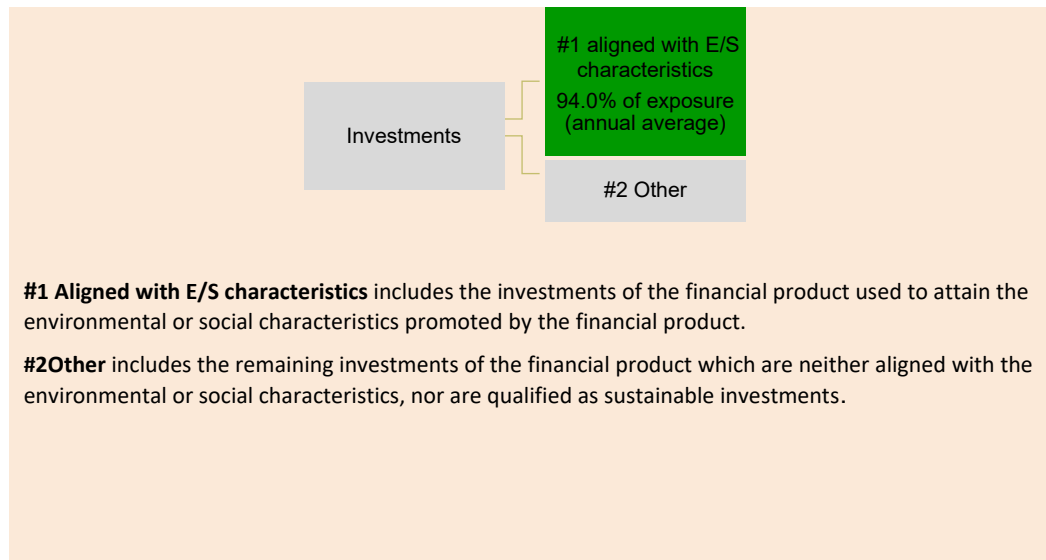 #1 aligned with E/S
characteristics
94.0% of exposure
(annual average)
Investments
#2 Other
#1 Aligned with E/S characteristics includes the investments of the financial product used to attain the
environmental or social characteristics promoted by the financial product.
#2Other includes the remaining investments of the financial product which are neither aligned with the
environmental or social characteristics, nor are qualified as sustainable investments.